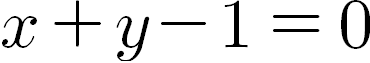 x + y − 1 = 0